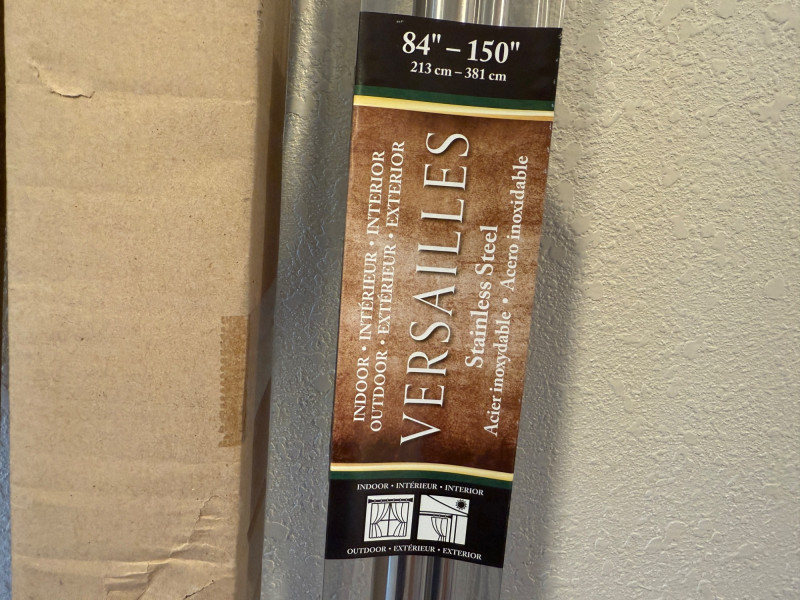 84" – 150"
213 cm – 381 cm
INDOOR • INTÉRIEUR • INTERIOR
OUTDOOR • EXTÉRIEUR • EXTERIOR
VERSAILLES
Stainless Steel
Acier inoxydable • Acero inoxidable
INDOOR • INTÉRIEUR • INTERIOR
OUTDOOR • EXTÉRIEUR • EXTERIOR